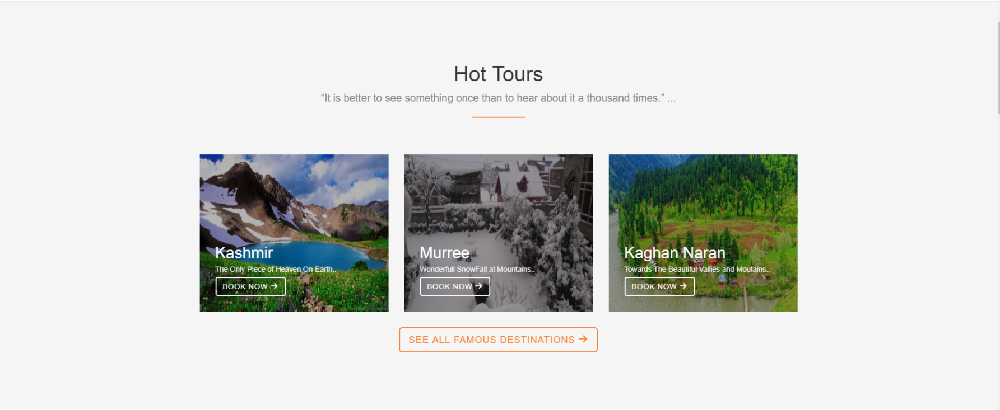 Hot Tours
“It is better to see something once than to hear about it a thousand times.” ...
Kashmir
The Only Piece of Heaven On Earth..
BOOK NOW →
Murree
Wonderfull SnowFall at Mountains..
BOOK NOW →
Kaghan Naran
Towards The Beautiful Vallies and Moutains..
BOOK NOW →
SEE ALL FAMOUS DESTINATIONS →